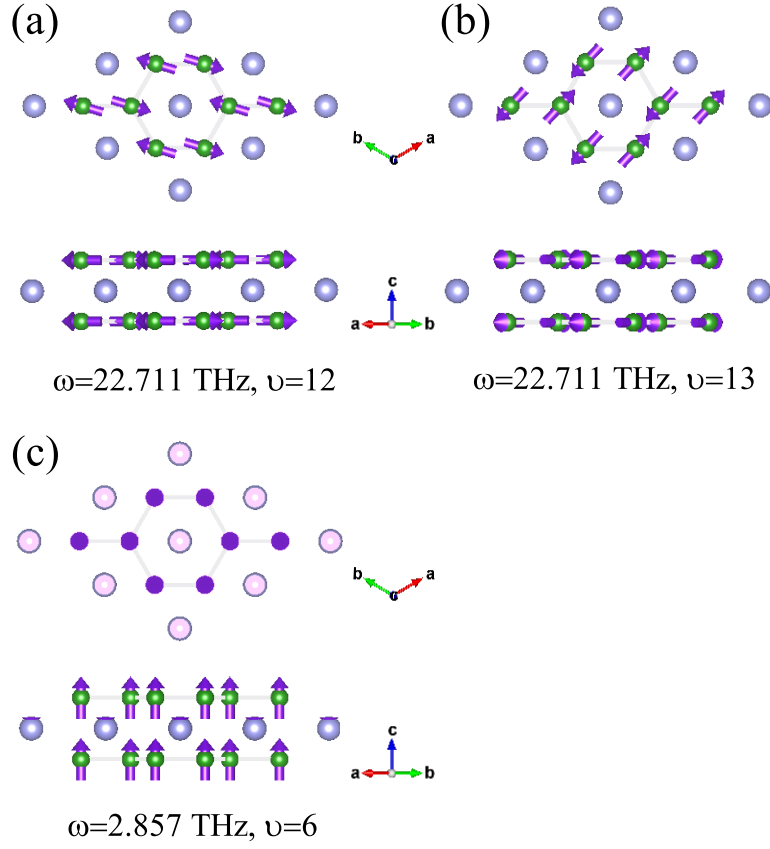 (a)
(b)
b
a
b
a
c
a
b
c
a
b
ω=22.711 THz, υ=12
ω=22.711 THz, υ=13
(c)
b
a
c
a
b
ω=2.857 THz, υ=6